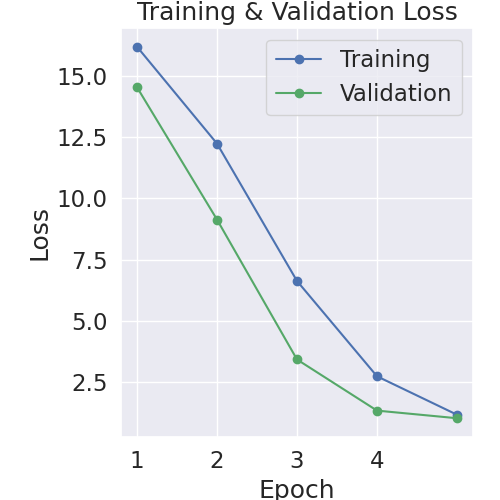 Training & Validation Loss
Training
Validation
Loss
15.0
12.5
10.0
7.5
5.0
2.5
1 2 3 4
Epoch